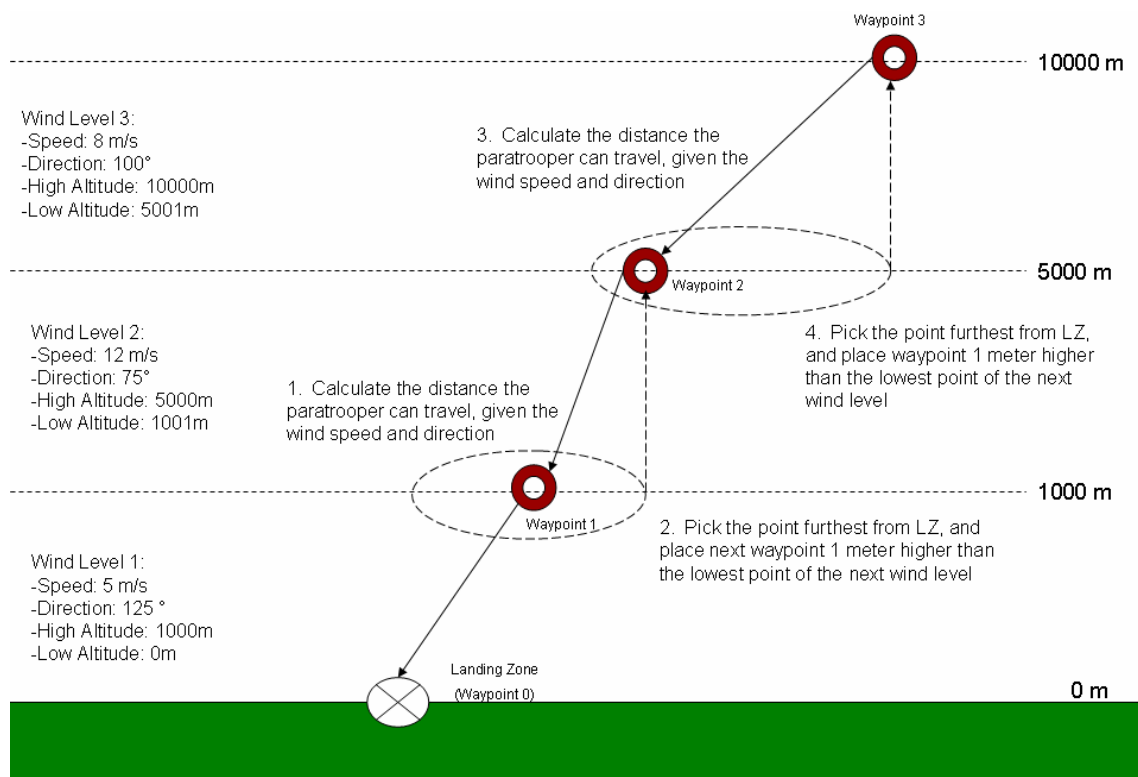 Waypoint 3
10000 m
Wind Level 3:
-Speed: 8 m/s
-Direction: 100°
-High Altitude: 10000m
-Low Altitude: 5001m
3.  Calculate the distance the
paratrooper can travel, given the
wind speed and direction
5000 m
Waypoint 2
4.  Pick the point furthest from LZ,
and place waypoint 1 meter higher
than the lowest point of the next
wind level
Wind Level 2:
-Speed: 12 m/s
-Direction: 75°
-High Altitude: 5000m
-Low Altitude: 1001m
1.  Calculate the distance the
paratrooper can travel, given the
wind speed and direction
1000 m
Waypoint 1
2.  Pick the point furthest from LZ, and
place next waypoint 1 meter higher than
the lowest point of the next wind level
Wind Level 1:
-Speed: 5 m/s
-Direction: 125 °
-High Altitude: 1000m
-Low Altitude: 0m
Landing Zone
(Waypoint 0)
0 m